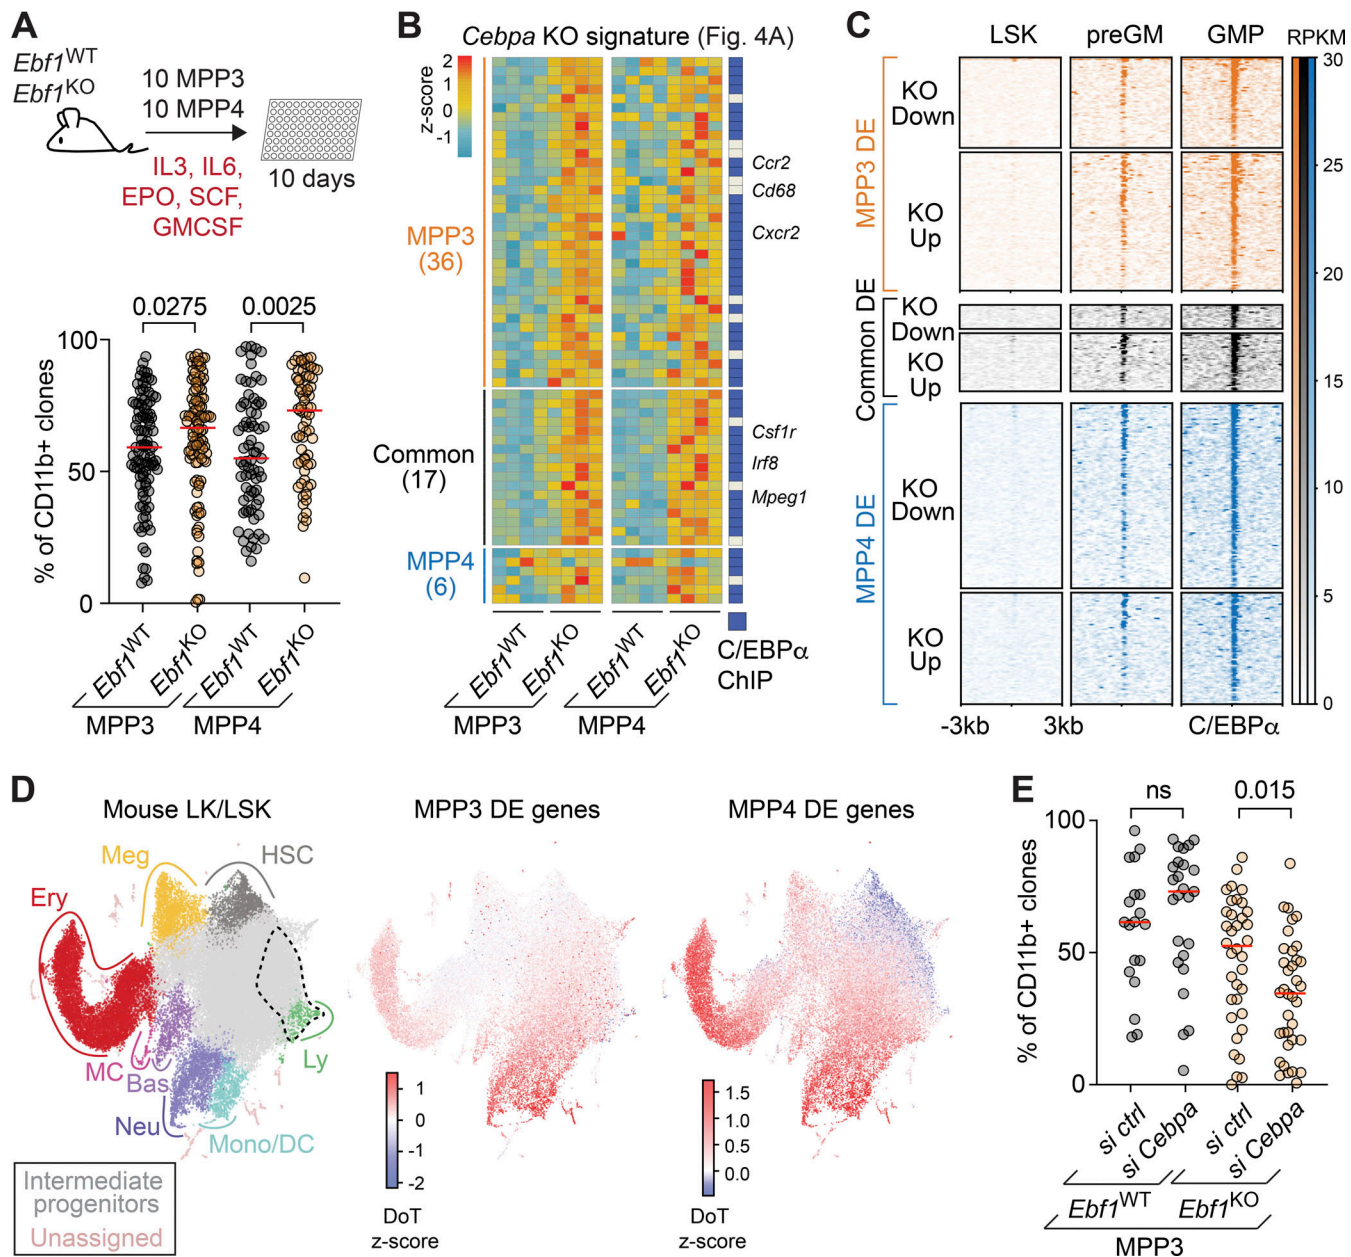 A
Ebf1WT
Ebf1KO
10 MPP3
10 MPP4
IL3, IL6,
EPO, SCF,
GMCSF
10 days
0.0275
0.0025
% of CD11b+ clones
100
50
0
Ebf1WT
Ebf1KO
Ebf1WT
Ebf1KO
MPP3
MPP4
B
Cebpa KO signature (Fig. 4A)
z-score
2
1
0
-1
MPP3
(36)
Common
(17)
MPP4
(6)
Ccr2
Cd68
Cxcr2
Csf1r
Irf8
Mpeg1
Ebf1WT
Ebf1KO
Ebf1WT
Ebf1KO
MPP3
MPP4
C/EBPα
ChIP
C
LSK
preGM
GMP
RPKM
MPP3 DE
KO
Down
KO
Up
Common DE
KO
Down
KO
Up
MPP4 DE
KO
Down
KO
Up
30
25
20
15
10
5
0
-3kb
3kb
C/EBPα
D
Mouse LK/LSK
MPP3 DE genes
MPP4 DE genes
Meg
HSC
Ery
MC
Bas
Ly
Neu
Mono/DC
Intermediate
progenitors
Unassigned
1
0
-1
-2
DoT
z-score
1.5
1.0
0.5
0.0
DoT
z-score
E
ns
0.015
% of CD11b+ clones
100
50
0
si ctrl
si Cebpa
si ctrl
si Cebpa
Ebf1WT
Ebf1KO
MPP3